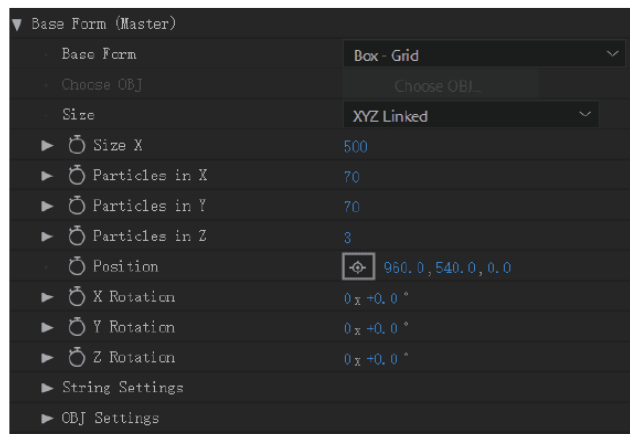 Base Form (Master)
Base Form Box - Grid
Choose OBJ Choose OBJ...
Size XYZ Linked
Size X 500
Particles in X 70
Particles in Y 70
Particles in Z 3
Position 960.0,540.0,0.0
X Rotation 0x+0.0°
Y Rotation 0x+0.0°
Z Rotation 0x+0.0°
String Settings
OBJ Settings